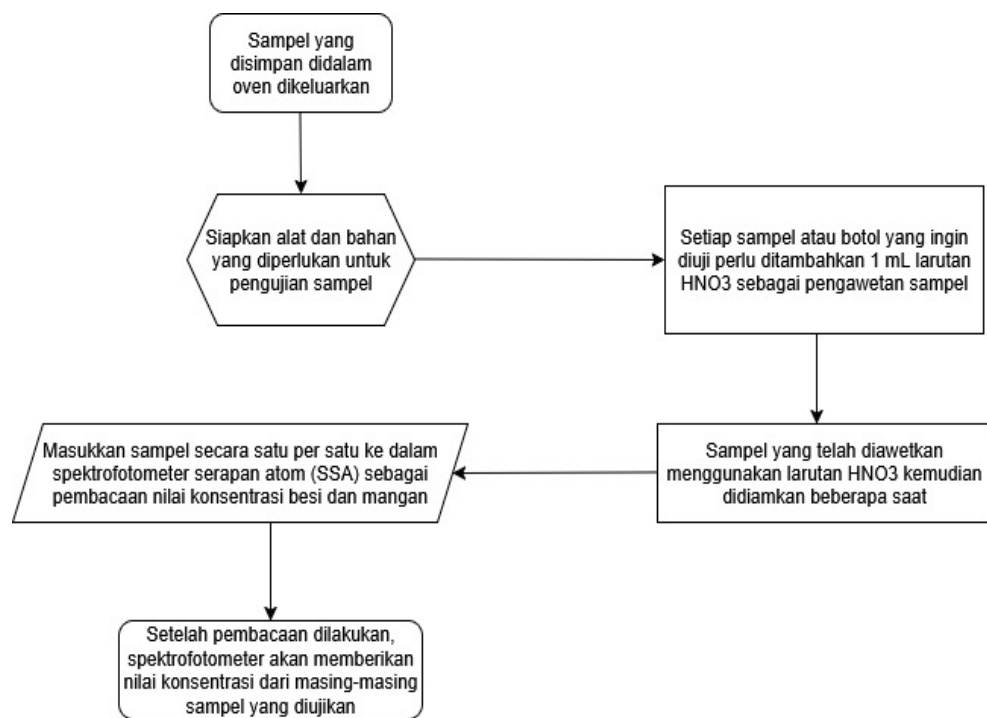 Sampel yang
disimpan didalam
oven dikeluarkan
Siapkan alat dan bahan
yang diperlukan untuk
pengujian sampel
Setiap sampel atau botol yang ingin
diuji perlu ditambahkan 1 mL larutan
HNO3 sebagai pengawetan sampel
Sampel yang telah diawetkan
menggunakan larutan HNO3 kemudian
didiamkan beberapa saat
Masukkan sampel secara satu per satu ke dalam
spektrofotometer serapan atom (SSA) sebagai
pembacaan nilai konsentrasi besi dan mangan
Setelah pembacaan dilakukan,
spektrofotometer akan memberikan
nilai konsentrasi dari masing-masing
sampel yang diujikan